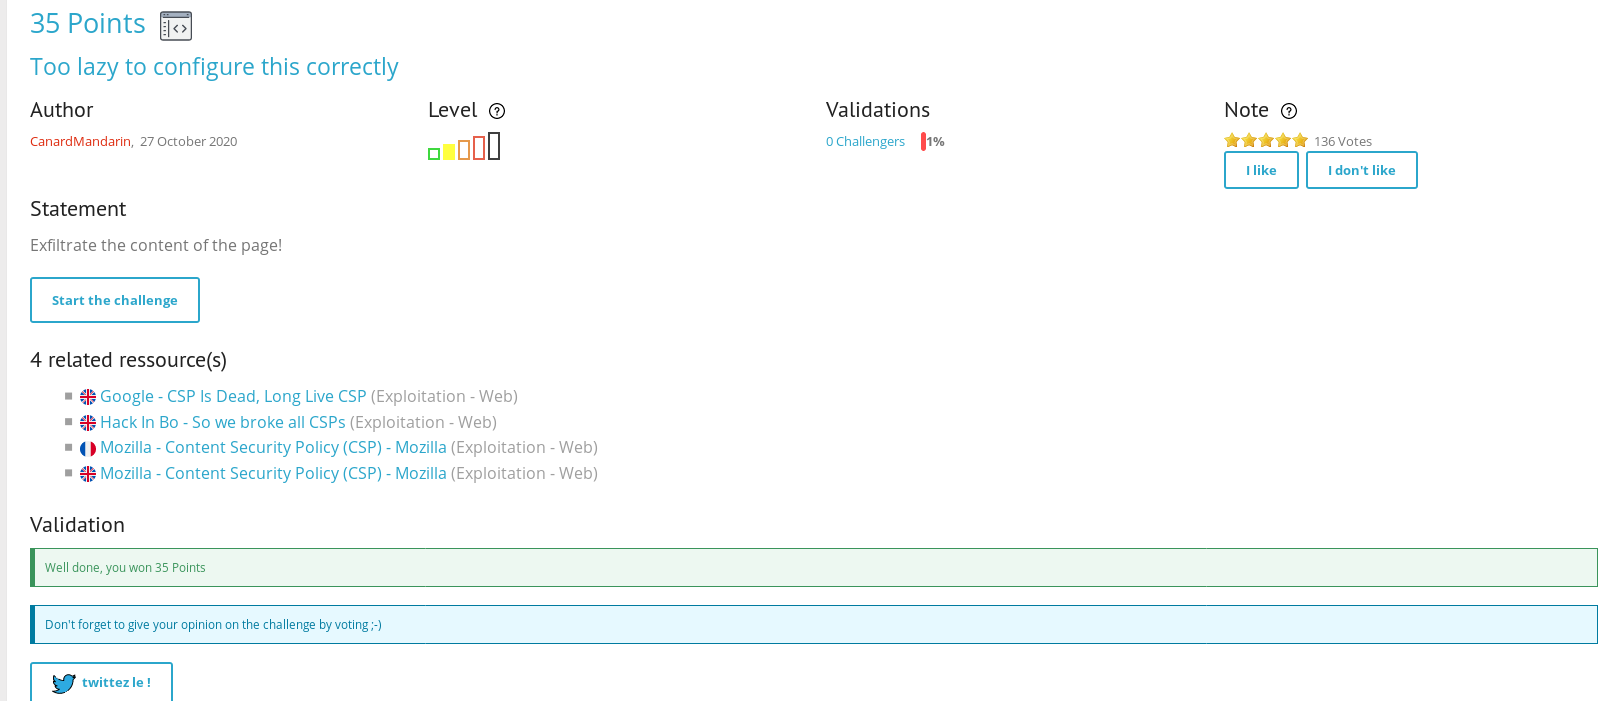 35 Points
Too lazy to configure this correctly
Author
Level
Validations
Note
CanardMandarin, 27 October 2020
0 Challengers 1%
136 Votes
I like
I don't like
Statement
Exfiltrate the content of the page!
Start the challenge
4 related ressource(s)
Google - CSP Is Dead, Long Live CSP (Exploitation - Web)
Hack In Bo - So we broke all CSPs (Exploitation - Web)
Mozilla - Content Security Policy (CSP) - Mozilla (Exploitation - Web)
Mozilla - Content Security Policy (CSP) - Mozilla (Exploitation - Web)
Validation
Well done, you won 35 Points
Don't forget to give your opinion on the challenge by voting ;-)
twittez le !